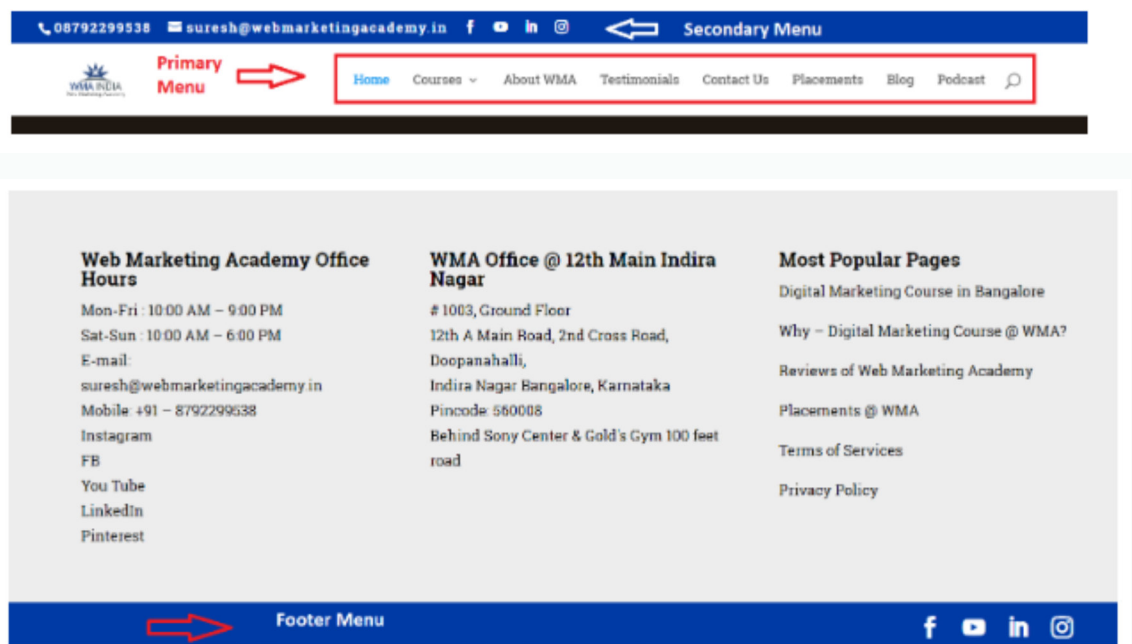 08792299538 suresh@webmarketingacademy.in Secondary Menu
Primary Menu
WMA INDIA
Home Courses About WMA Testimonials Contact Us Placements Blog Podcast
Web Marketing Academy Office
Hours
Mon-Fri : 10:00 AM – 9:00 PM
Sat-Sun : 10:00 AM – 6:00 PM
E-mail:
suresh@webmarketingacademy.in
Mobile: +91 – 8792299538
Instagram
FB
You Tube
LinkedIn
Pinterest
WMA Office @ 12th Main Indira
Nagar
# 1003, Ground Floor
12th A Main Road, 2nd Cross Road,
Doopanahalli,
Indira Nagar Bangalore, Karnataka
Pincode: 560008
Behind Sony Center & Gold's Gym 100 feet
road
Most Popular Pages
Digital Marketing Course in Bangalore
Why – Digital Marketing Course @ WMA?
Reviews of Web Marketing Academy
Placements @ WMA
Terms of Services
Privacy Policy
Footer Menu